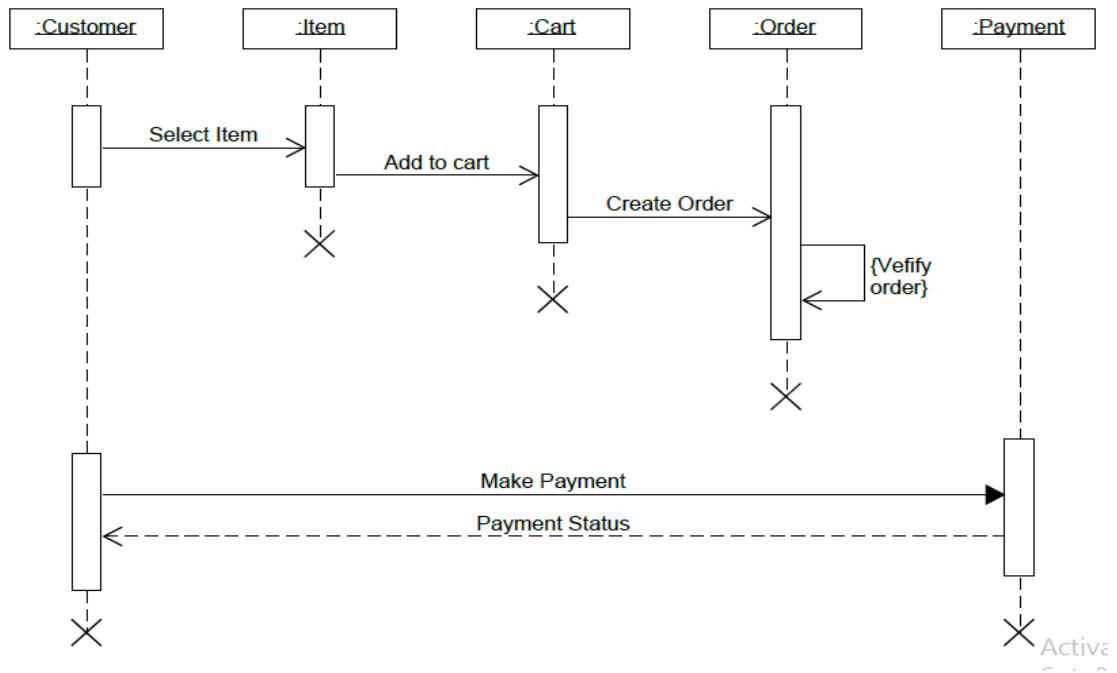 :Customer
:Item
:Cart
:Order
:Payment
Select Item
Add to cart
Create Order
{Vefify
order}
Make Payment
Payment Status
Activa